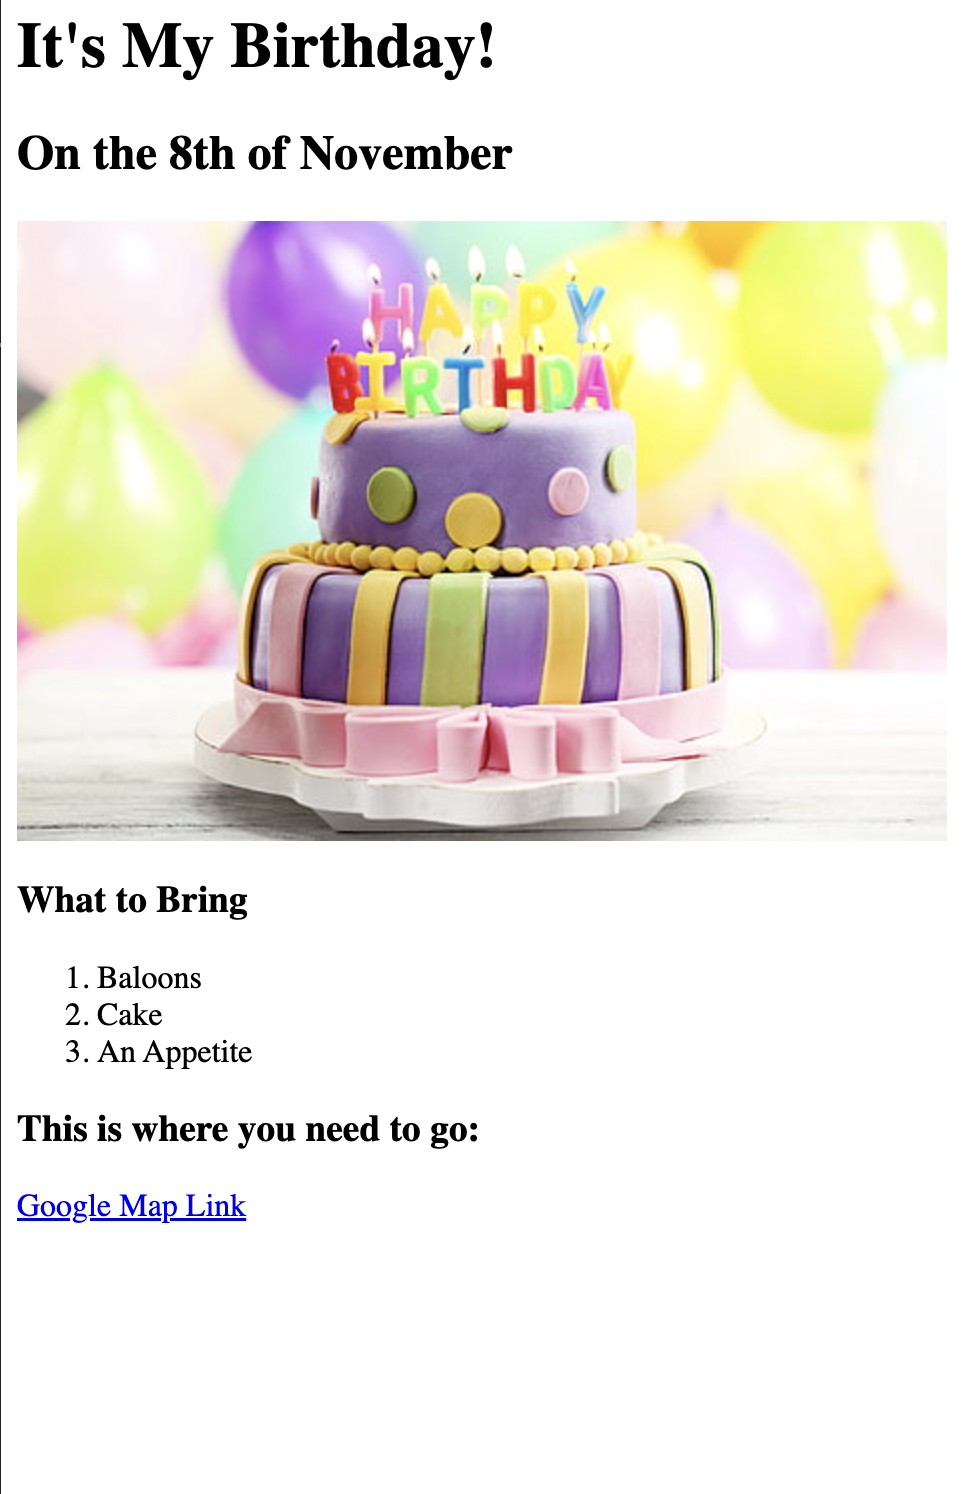 It's My Birthday!
On the 8th of November
HAPPY
BIRTHDAY
What to Bring
1. Baloons
2. Cake
3. An Appetite
This is where you need to go:
Google Map Link